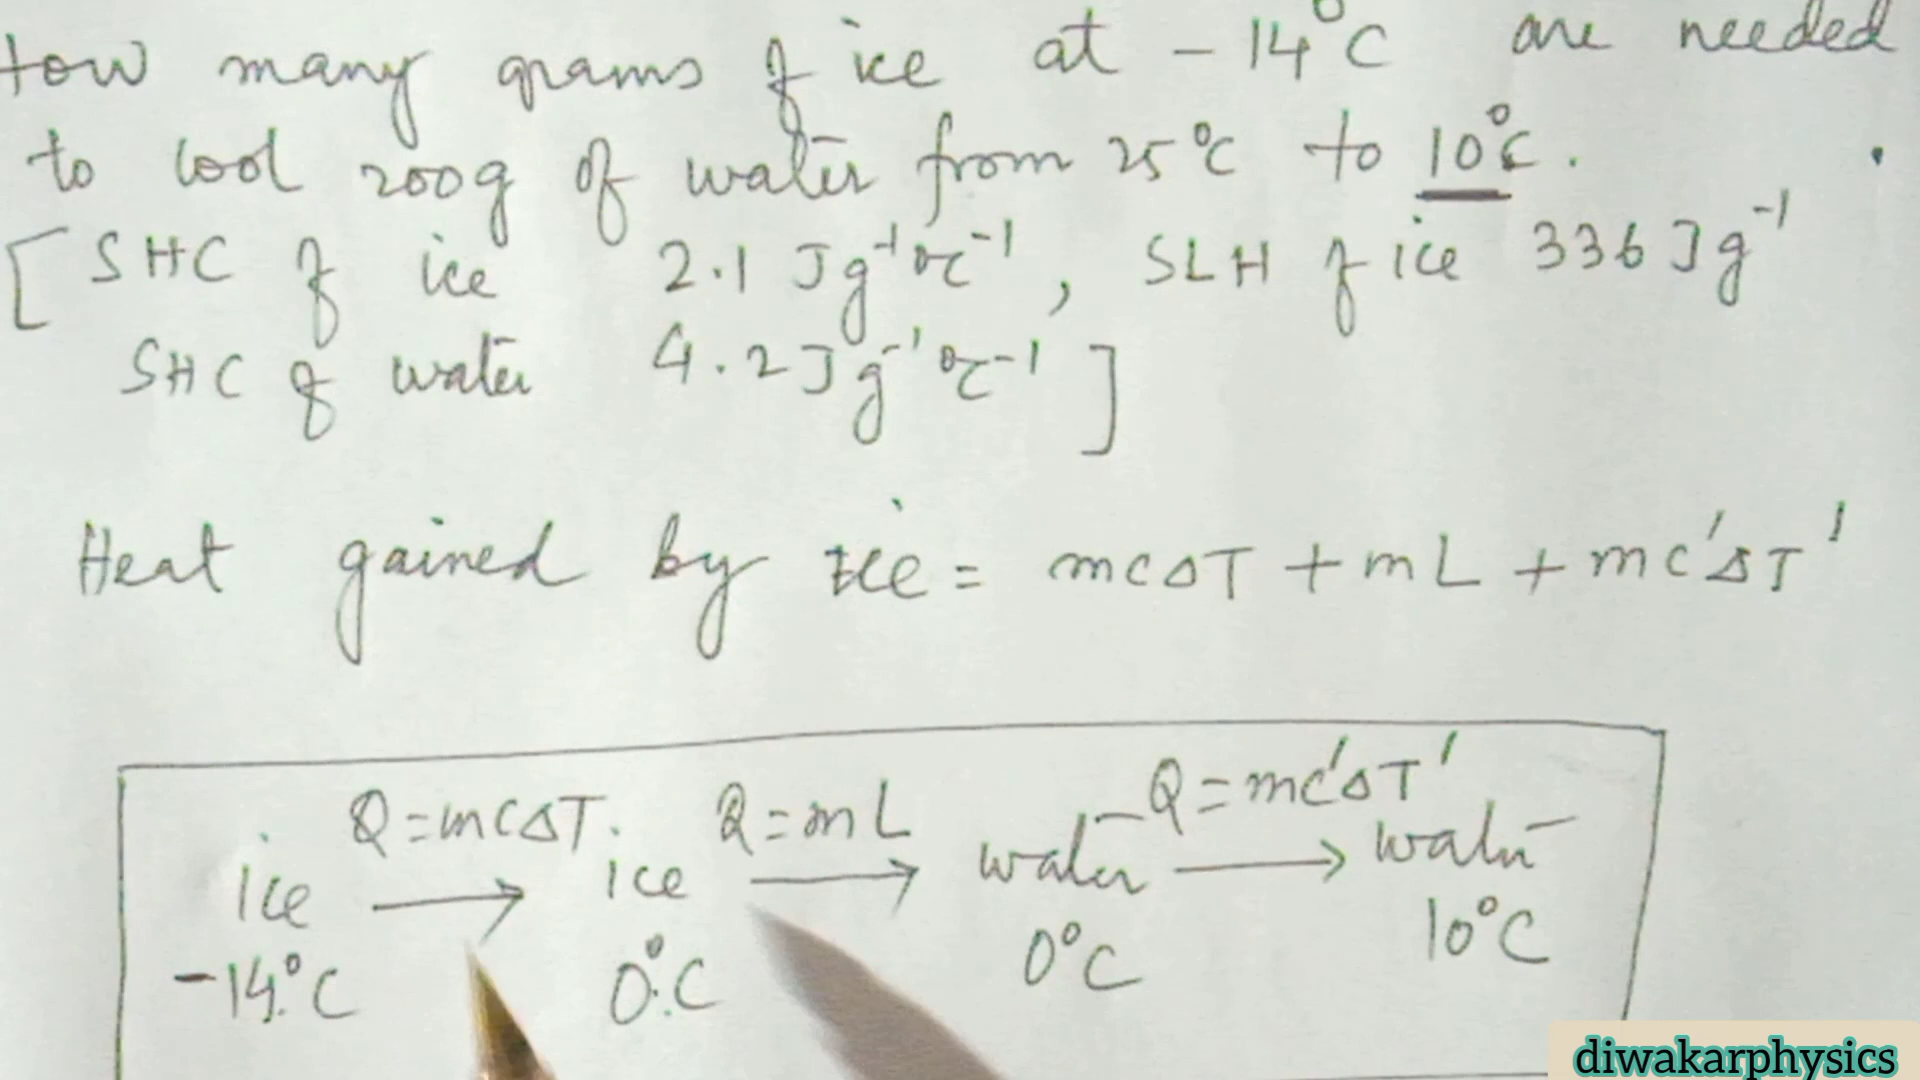 How many grams of ice at -14°C are needed
to cool 200g of water from 25°C to 10°C.
[SHC of ice 2.1 Jg⁻¹°C⁻¹, SLH of ice 336 Jg⁻¹
SHC of water 4.2 Jg⁻¹°C⁻¹]
Heat gained by ice = mcΔT + mL + mc'ΔT'
Q=mcΔT. Q=mL Q=mc'ΔT'
ice → ice → water → water
-14°C 0°C 0°C 10°C
diwakarphysics